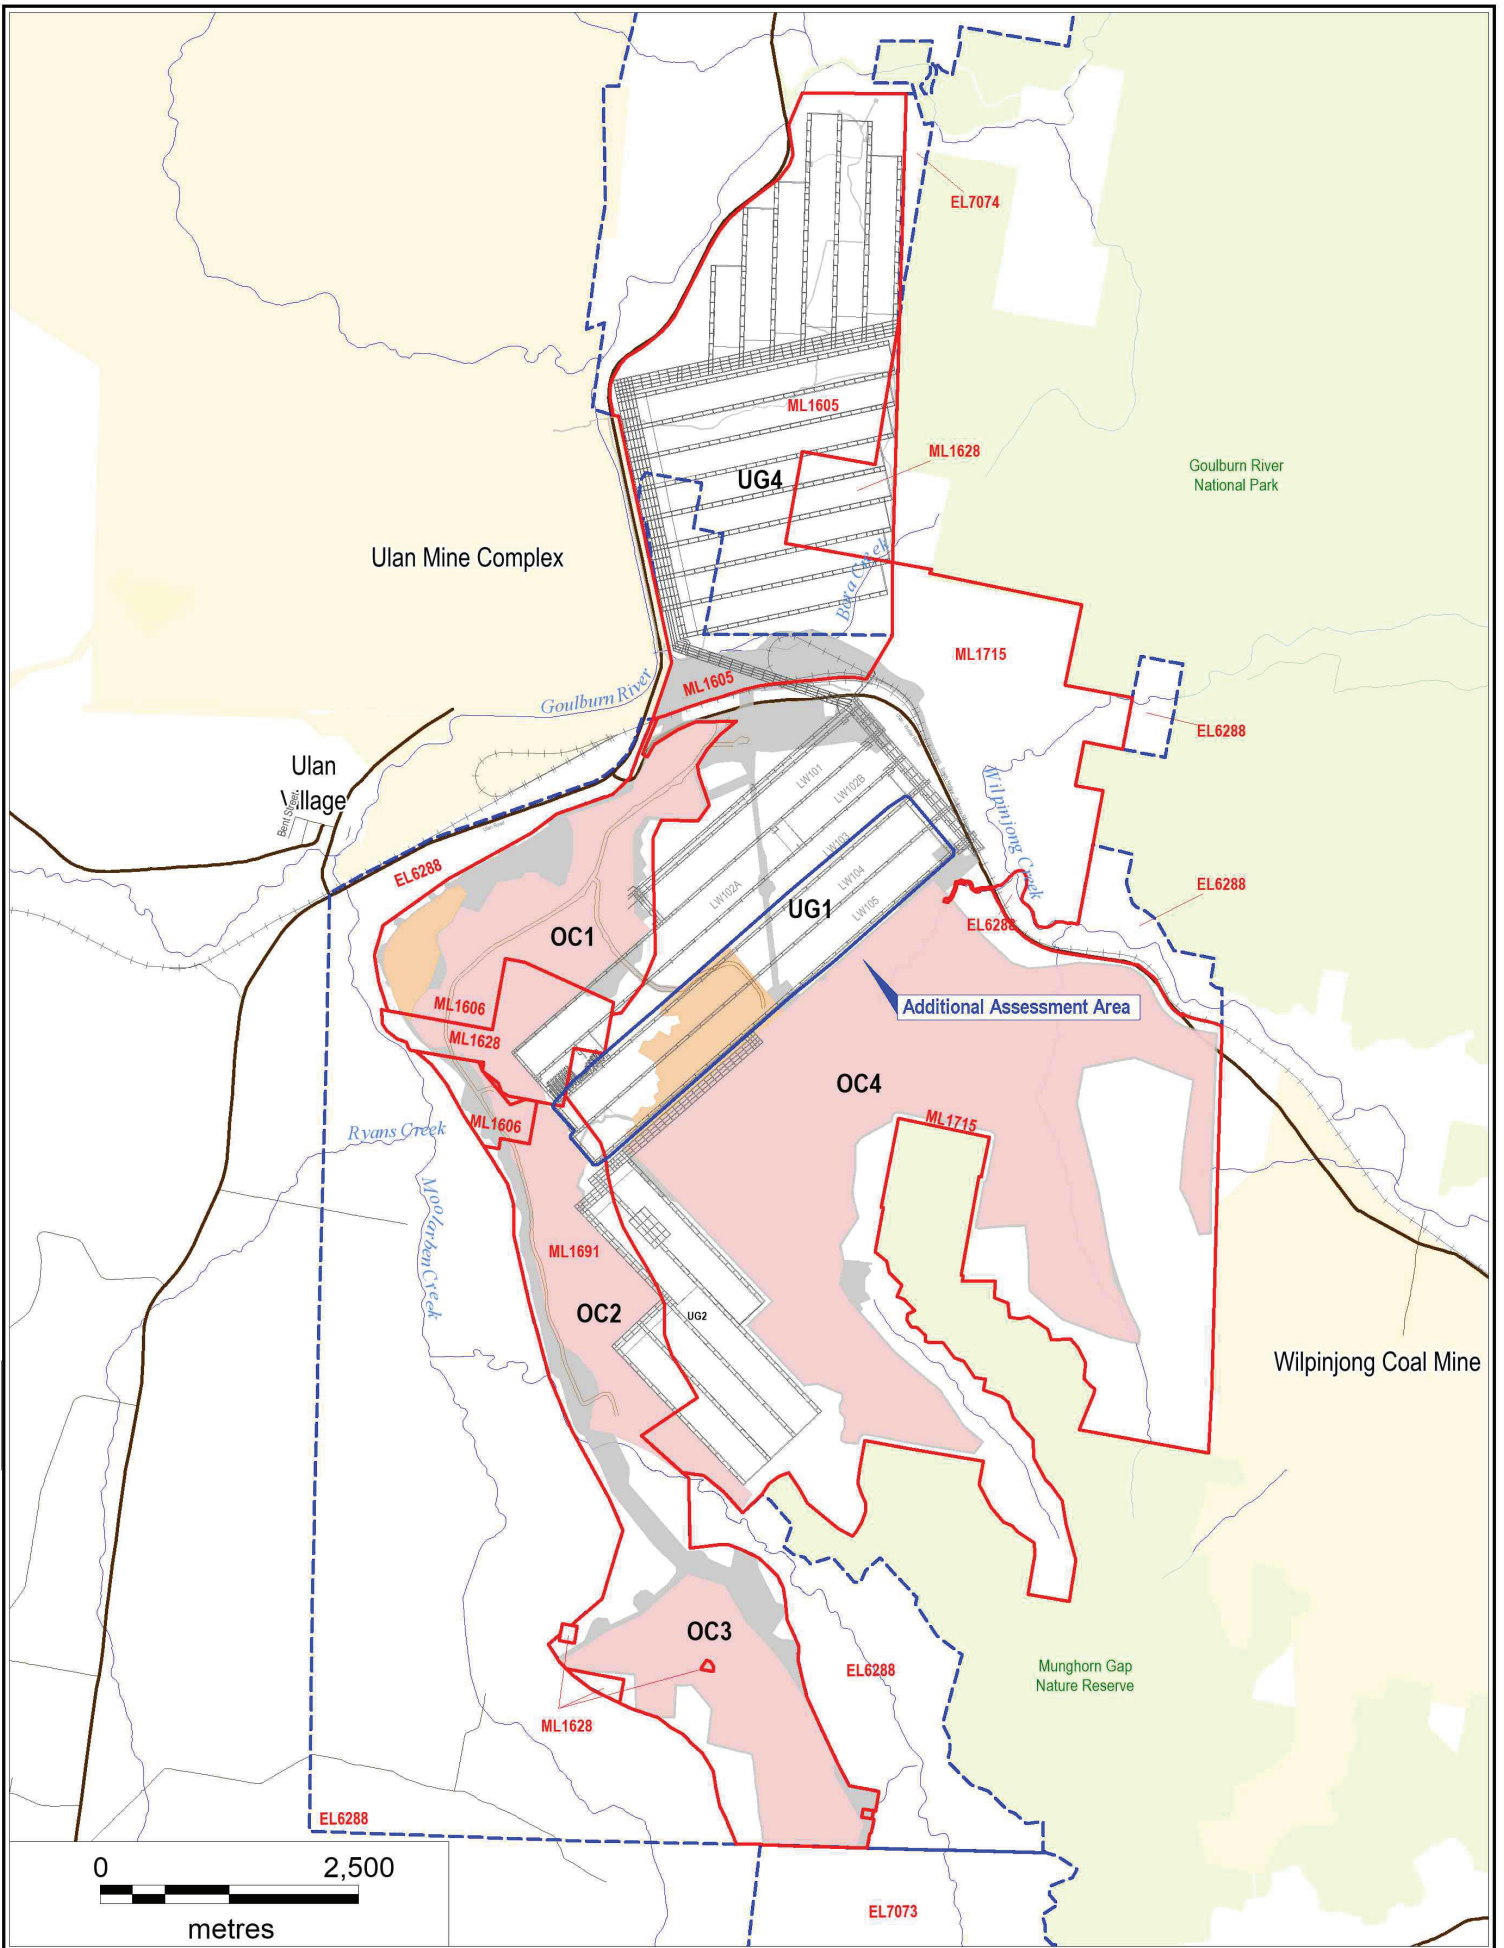 EL7074
ML1605
ML1628
UG4
Goulburn River
National Park
Ulan Mine Complex
Bora Creek
ML1715
ML1605
Goulburn River
EL6288
Ulan
Village
Bent Street
Ulan Road
LW101
LW102B
Wilpinjong Creek
LW103
LW104
LW105
LW102A
EL6288
EL6288
UG1
EL6288
OC1
ML1606
Additional Assessment Area
ML1628
OC4
ML1606
ML1715
Ryans Creek
Moolarben Creek
ML1691
OC2
UG2
Wilpinjong Coal Mine
OC3
EL6288
Munghorn Gap
Nature Reserve
ML1628
EL6288
0 2,500
metres
EL7073